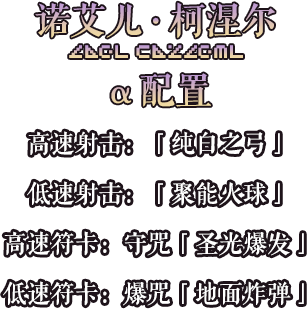 诺艾儿·柯涅尔
α配置
高速射击：「纯白之弓」
低速射击：「聚能火球」
高速符卡：守咒「圣光爆发」
低速符卡：爆咒「地面炸弹」